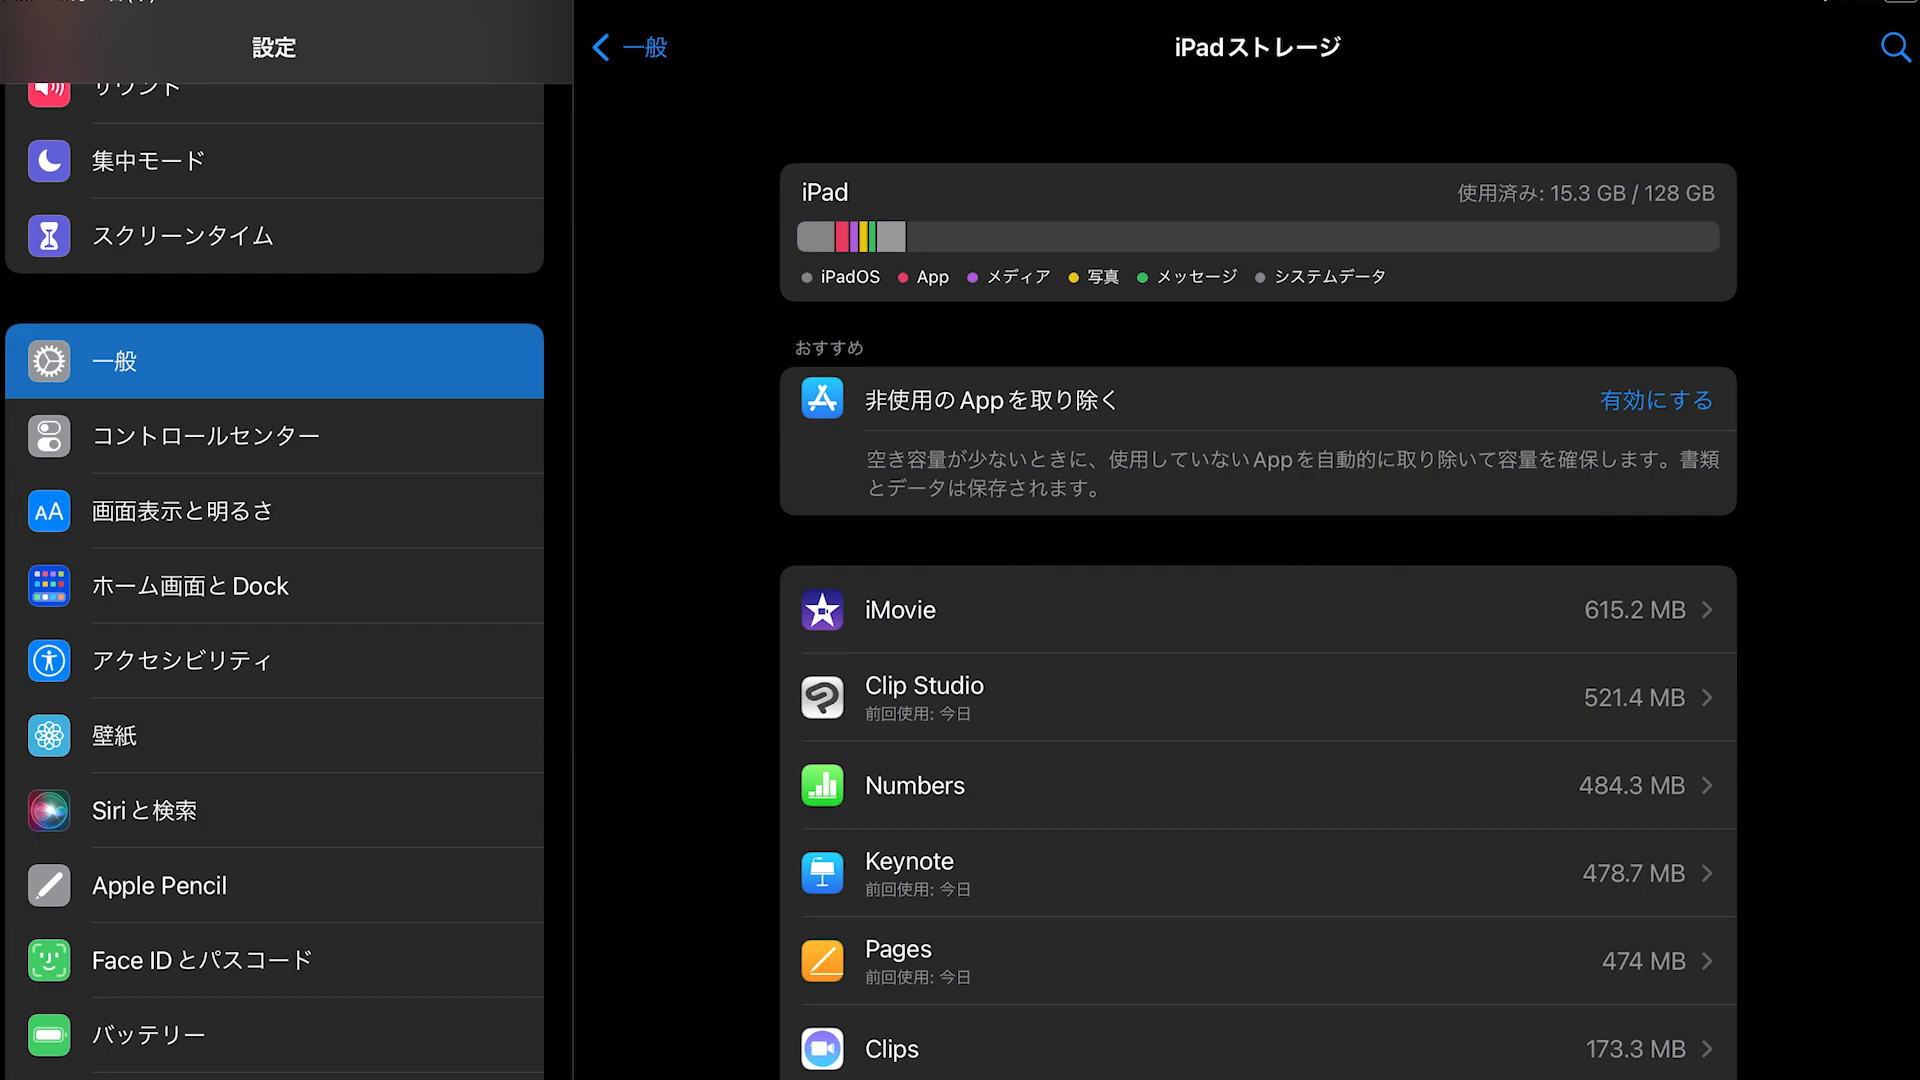 設定
サウンド
集中モード
スクリーンタイム
一般
コントロールセンター
AA 画面表示と明るさ
ホーム画面とDock
アクセシビリティ
壁紙
Siriと検索
Apple Pencil
Face IDとパスコード
バッテリー
一般
iPadストレージ
iPad
使用済み: 15.3 GB / 128 GB
iPadOS App メディア 写真 メッセージ システムデータ
おすすめ
非使用のAppを取り除く 有効にする
空き容量が少ないときに、使用していないAppを自動的に取り除いて容量を確保します。書類
とデータは保存されます。
iMovie 615.2 MB
Clip Studio
前回使用: 今日
521.4 MB
Numbers 484.3 MB
Keynote
前回使用: 今日
478.7 MB
Pages
前回使用: 今日
474 MB
Clips 173.3 MB